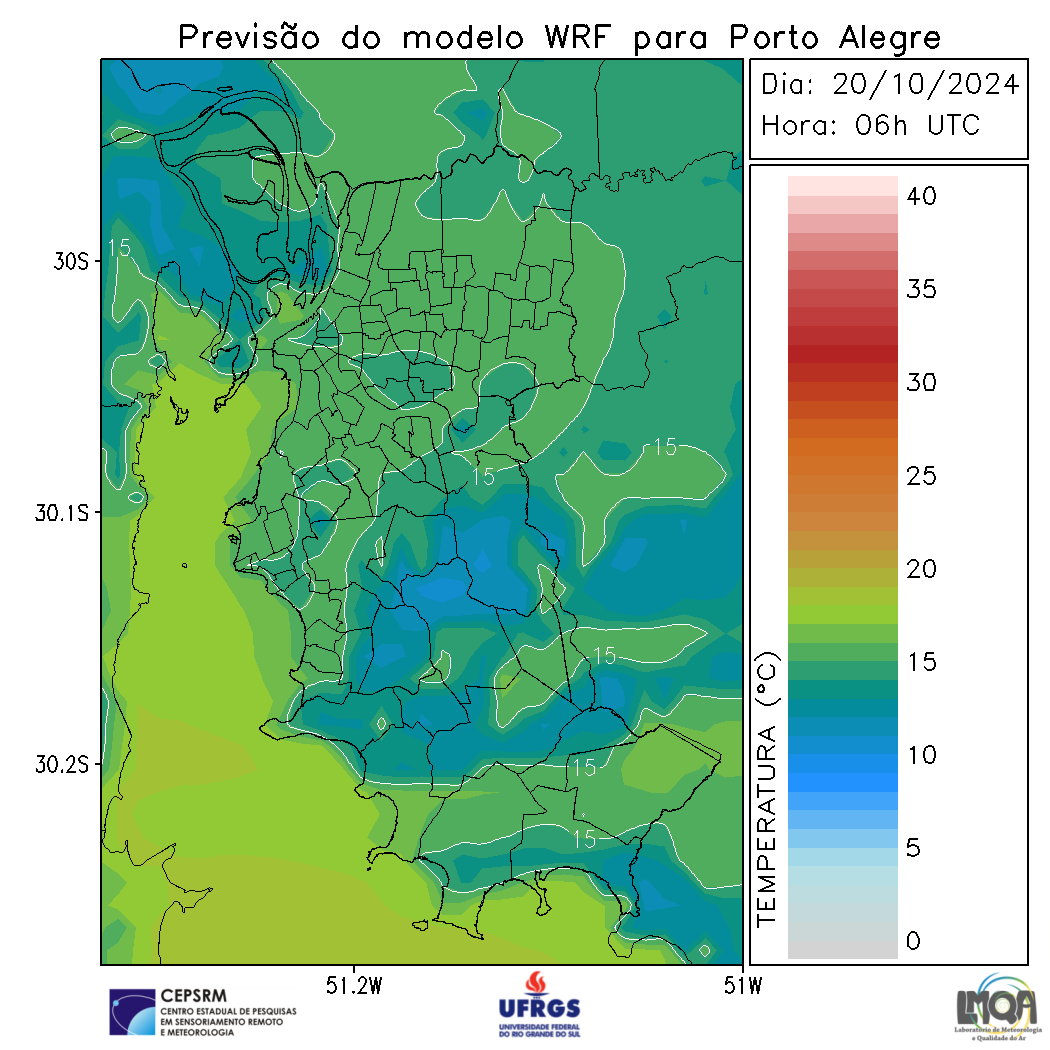 Previsão do modelo WRF para Porto Alegre
Dia: 20/10/2024
Hora: 06h UTC
40
35
30
25
20
15
10
5
0
TEMPERATURA (°C)
30S
30.1S
30.2S
51.2W
51W
15
15
15
15
15
15
CEPSRM
CENTRO ESTADUAL DE PESQUISAS
EM SENSORIAMENTO REMOTO
E METEOROLOGIA
UFRGS
UNIVERSIDADE FEDERAL
DO RIO GRANDE DO SUL
LMQA
Laboratório de Meteorologia
e Qualidade do Ar